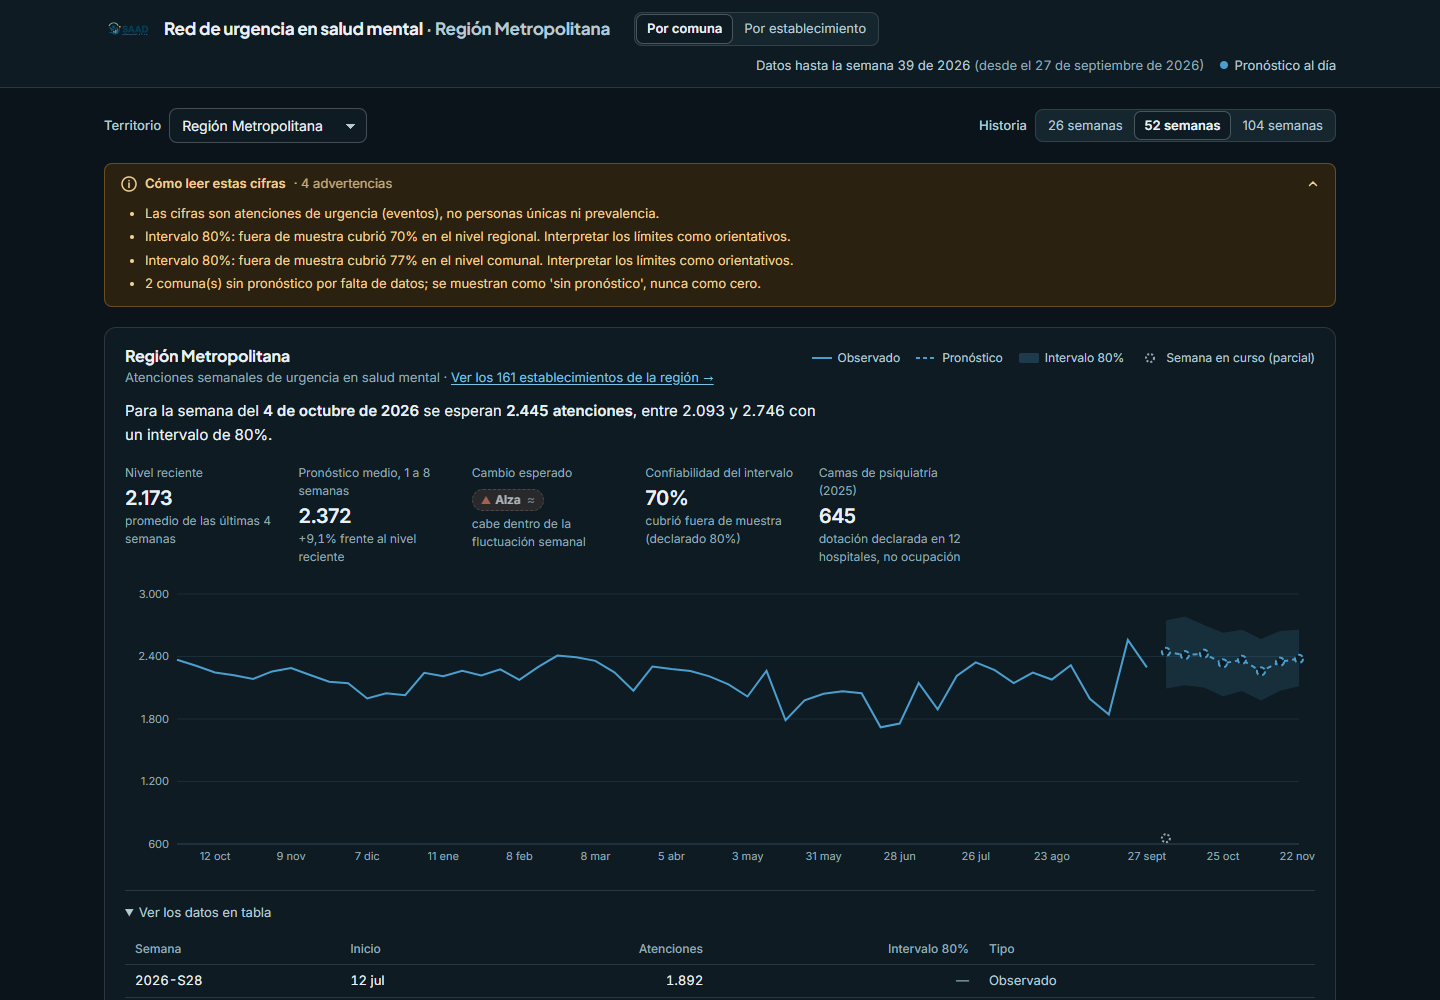 SAAD
Red de urgencia en salud mental · Región Metropolitana
Por comuna
Por establecimiento
Datos hasta la semana 39 de 2026 (desde el 27 de septiembre de 2026)
Pronóstico al día
Territorio
Región Metropolitana
Historia
26 semanas
52 semanas
104 semanas
Cómo leer estas cifras · 4 advertencias
• Las cifras son atenciones de urgencia (eventos), no personas únicas ni prevalencia.
• Intervalo 80%: fuera de muestra cubrió 70% en el nivel regional. Interpretar los límites como orientativos.
• Intervalo 80%: fuera de muestra cubrió 77% en el nivel comunal. Interpretar los límites como orientativos.
• 2 comuna(s) sin pronóstico por falta de datos; se muestran como 'sin pronóstico', nunca como cero.
Región Metropolitana
Observado
Pronóstico
Intervalo 80%
Semana en curso (parcial)
Atenciones semanales de urgencia en salud mental · Ver los 161 establecimientos de la región →
Para la semana del 4 de octubre de 2026 se esperan 2.445 atenciones, entre 2.093 y 2.746 con
un intervalo de 80%.
Nivel reciente
2.173
promedio de las últimas 4
semanas
Pronóstico medio, 1 a 8
semanas
2.372
+9,1% frente al nivel
reciente
Cambio esperado
▲ Alza ≈
cabe dentro de la
fluctuación semanal
Confiabilidad del intervalo
70%
cubrió fuera de muestra
(declarado 80%)
Camas de psiquiatría
(2025)
645
dotación declarada en 12
hospitales, no ocupación
3.000
2.400
1.800
1.200
600
12 oct
9 nov
7 dic
11 ene
8 feb
8 mar
5 abr
3 may
31 may
28 jun
26 jul
23 ago
27 sept
25 oct
22 nov
▼ Ver los datos en tabla
Semana Inicio Atenciones Intervalo 80% Tipo
2026-S28 12 jul 1.892 — Observado